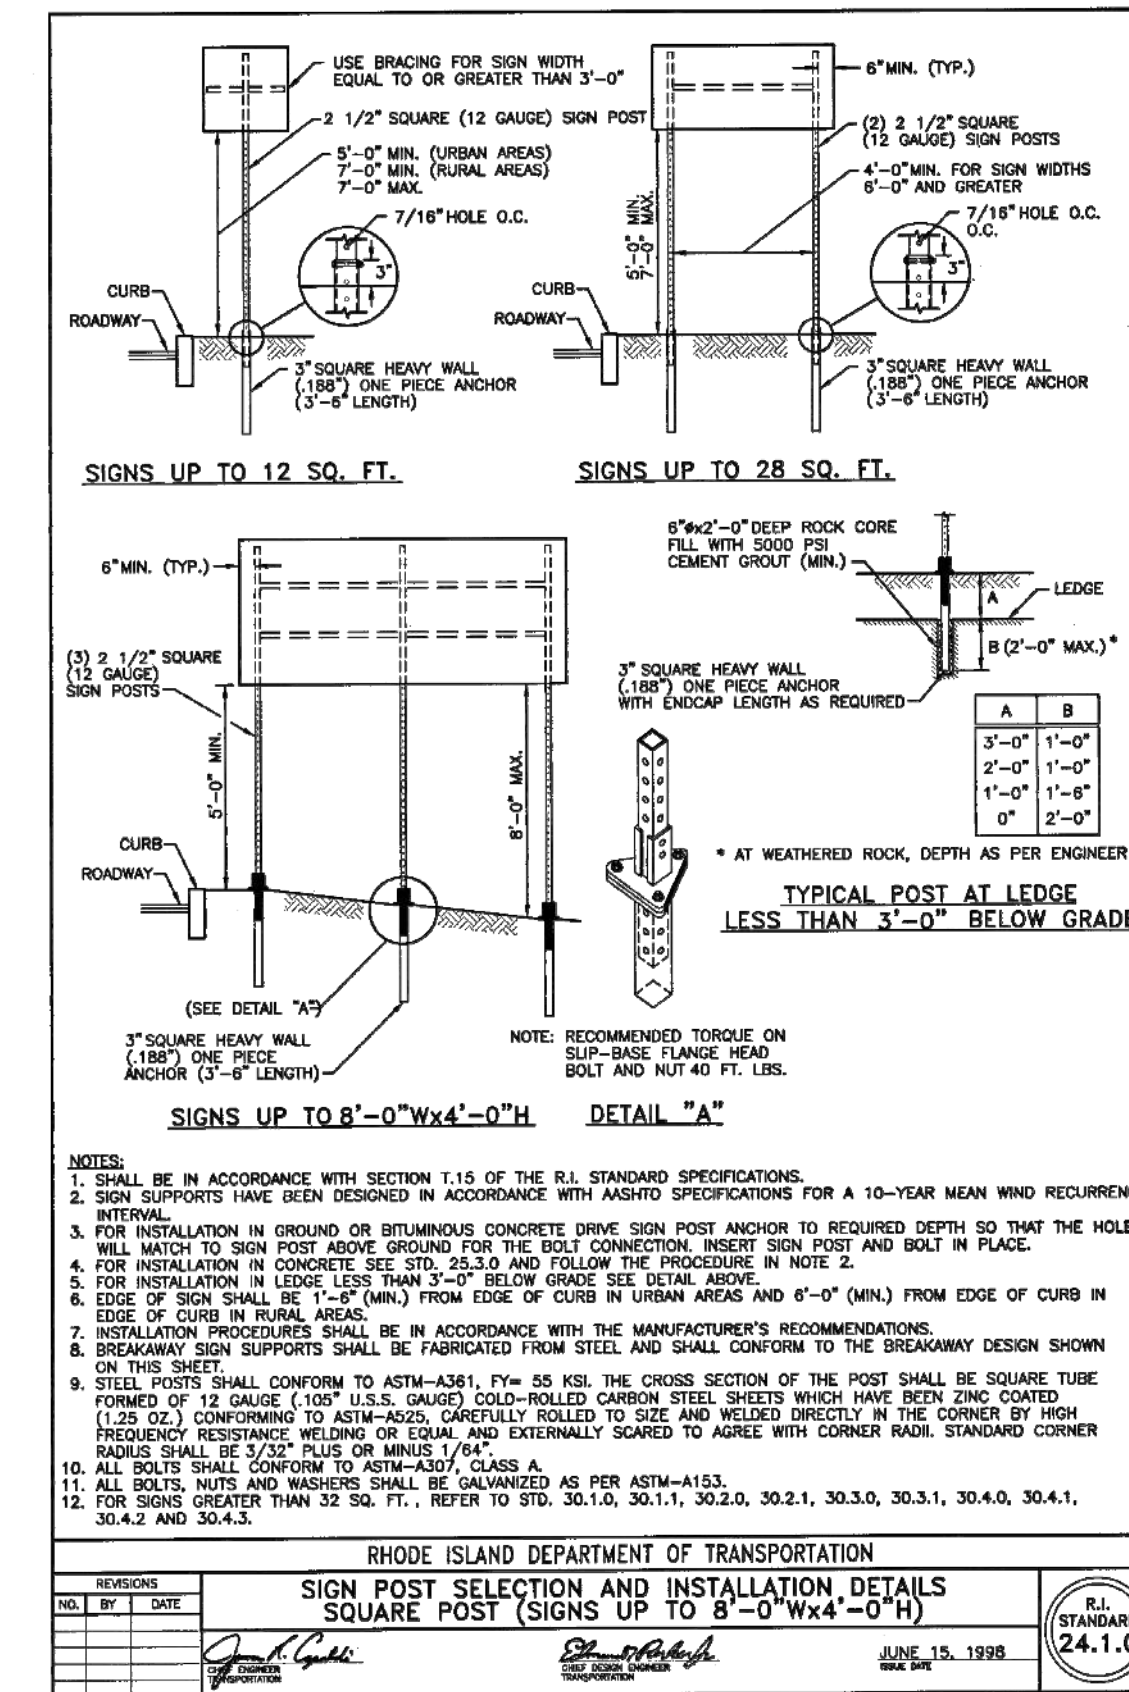 USE BRACING FOR SIGN WIDTH
EQUAL TO OR GREATER THAN 3'-0"
2 1/2" SQUARE (12 GAUGE) SIGN POST
5'-0" MIN. (URBAN AREAS)
7'-0" MIN. (RURAL AREAS)
7'-0" MAX.
7/16" HOLE O.C.
3"
CURB
ROADWAY
3" SQUARE HEAVY WALL
(.188") ONE PIECE ANCHOR
(3'-6" LENGTH)
SIGNS UP TO 12 SQ. FT.
6" MIN. (TYP.)
(2) 2 1/2" SQUARE
(12 GAUGE) SIGN POSTS
4'-0" MIN. FOR SIGN WIDTHS
6'-0" AND GREATER
7/16" HOLE O.C.
O.C.
5'-0" MIN.
7'-0" MAX.
3"
CURB
ROADWAY
3" SQUARE HEAVY WALL
(.188") ONE PIECE ANCHOR
(3'-6" LENGTH)
SIGNS UP TO 28 SQ. FT.
6" MIN. (TYP.)
(3) 2 1/2" SQUARE
(12 GAUGE)
SIGN POSTS
5'-0" MIN.
8'-0" MAX.
CURB
ROADWAY
(SEE DETAIL "A")
3" SQUARE HEAVY WALL
(.188") ONE PIECE
ANCHOR (3'-6" LENGTH)
SIGNS UP TO 8'-0"Wx4'-0"H
6"øx2'-0" DEEP ROCK CORE
FILL WITH 5000 PSI
CEMENT GROUT (MIN.)
LEDGE
A
B (2'-0" MAX.) *
3" SQUARE HEAVY WALL
(.188") ONE PIECE ANCHOR
WITH ENDCAP LENGTH AS REQUIRED
A B
3'-0" 1'-0"
2'-0" 1'-0"
1'-0" 1'-6"
0" 2'-0"
* AT WEATHERED ROCK, DEPTH AS PER ENGINEER
TYPICAL POST AT LEDGE
LESS THAN 3'-0" BELOW GRADE
NOTE: RECOMMENDED TORQUE ON
SLIP-BASE FLANGE HEAD
BOLT AND NUT 40 FT. LBS.
DETAIL "A"
NOTES:
1. SHALL BE IN ACCORDANCE WITH SECTION T.15 OF THE R.I. STANDARD SPECIFICATIONS.
2. SIGN SUPPORTS HAVE BEEN DESIGNED IN ACCORDANCE WITH AASHTO SPECIFICATIONS FOR A 10-YEAR MEAN WIND RECURREN
INTERVAL.
3. FOR INSTALLATION IN GROUND OR BITUMINOUS CONCRETE DRIVE SIGN POST ANCHOR TO REQUIRED DEPTH SO THAT THE HOLE
WILL MATCH TO SIGN POST ABOVE GROUND FOR THE BOLT CONNECTION. INSERT SIGN POST AND BOLT IN PLACE.
4. FOR INSTALLATION IN CONCRETE SEE STD. 25.3.0 AND FOLLOW THE PROCEDURE IN NOTE 2.
5. FOR INSTALLATION IN LEDGE LESS THAN 3'-0" BELOW GRADE SEE DETAIL ABOVE.
6. EDGE OF SIGN SHALL BE 1'-6" (MIN.) FROM EDGE OF CURB IN URBAN AREAS AND 6'-0" (MIN.) FROM EDGE OF CURB IN
EDGE OF CURB IN RURAL AREAS.
7. INSTALLATION PROCEDURES SHALL BE IN ACCORDANCE WITH THE MANUFACTURER'S RECOMMENDATIONS.
8. BREAKAWAY SIGN SUPPORTS SHALL BE FABRICATED FROM STEEL AND SHALL CONFORM TO THE BREAKAWAY DESIGN SHOWN
ON THIS SHEET.
9. STEEL POSTS SHALL CONFORM TO ASTM-A361, FY= 55 KSI. THE CROSS SECTION OF THE POST SHALL BE SQUARE TUBE
FORMED OF 12 GAUGE (.105" U.S.S. GAUGE) COLD-ROLLED CARBON STEEL SHEETS WHICH HAVE BEEN ZINC COATED
(1.25 OZ.) CONFORMING TO ASTM-A525, CAREFULLY ROLLED TO SIZE AND WELDED DIRECTLY IN THE CORNER BY HIGH
FREQUENCY RESISTANCE WELDING OR EQUAL AND EXTERNALLY SCARED TO AGREE WITH CORNER RADII. STANDARD CORNER
RADIUS SHALL BE 3/32" PLUS OR MINUS 1/64".
10. ALL BOLTS SHALL CONFORM TO ASTM-A307, CLASS A.
11. ALL BOLTS, NUTS AND WASHERS SHALL BE GALVANIZED AS PER ASTM-A153.
12. FOR SIGNS GREATER THAN 32 SQ. FT. , REFER TO STD. 30.1.0, 30.1.1, 30.2.0, 30.2.1, 30.3.0, 30.3.1, 30.4.0, 30.4.1,
30.4.2 AND 30.4.3.
RHODE ISLAND DEPARTMENT OF TRANSPORTATION
REVISIONS
NO. BY DATE
SIGN POST SELECTION AND INSTALLATION DETAILS
SQUARE POST (SIGNS UP TO 8'-0"Wx4'-0"H)
CHIEF ENGINEER
TRANSPORTATION
CHIEF DESIGN ENGINEER
TRANSPORTATION
JUNE 15, 1998
ISSUE DATE
R.I.
STANDAR
24.1.0